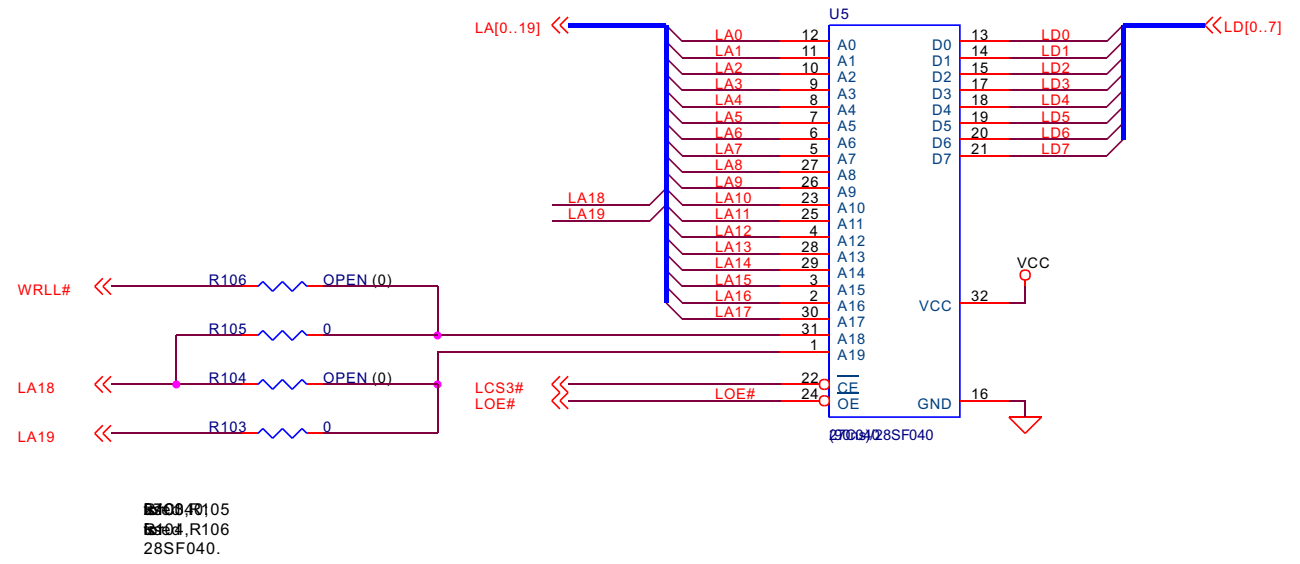 U5
LA[0..19]
LD[0..7]
LA0 12 A0 D0 13 LD0
LA1 11 A1 D1 14 LD1
LA2 10 A2 D2 15 LD2
LA3 9 A3 D3 17 LD3
LA4 8 A4 D4 18 LD4
LA5 7 A5 D5 19 LD5
LA6 6 A6 D6 20 LD6
LA7 5 A7 D7 21 LD7
LA8 27 A8
LA9 26 A9
LA18 LA10 23 A10
LA19 LA11 25 A11
LA12 4 A12
LA13 28 A13
LA14 29 A14
VCC
WRLL# R106 OPEN (0) LA15 3 A15
LA16 2 A16 VCC 32
LA17 30 A17
R105 0 31 A18
1 A19
LA18 R104 OPEN (0) LCS3# 22 CE
LOE# LOE# 24 OE GND 16
LA19 R103 0
/28SF040
,R105
,R106
28SF040.